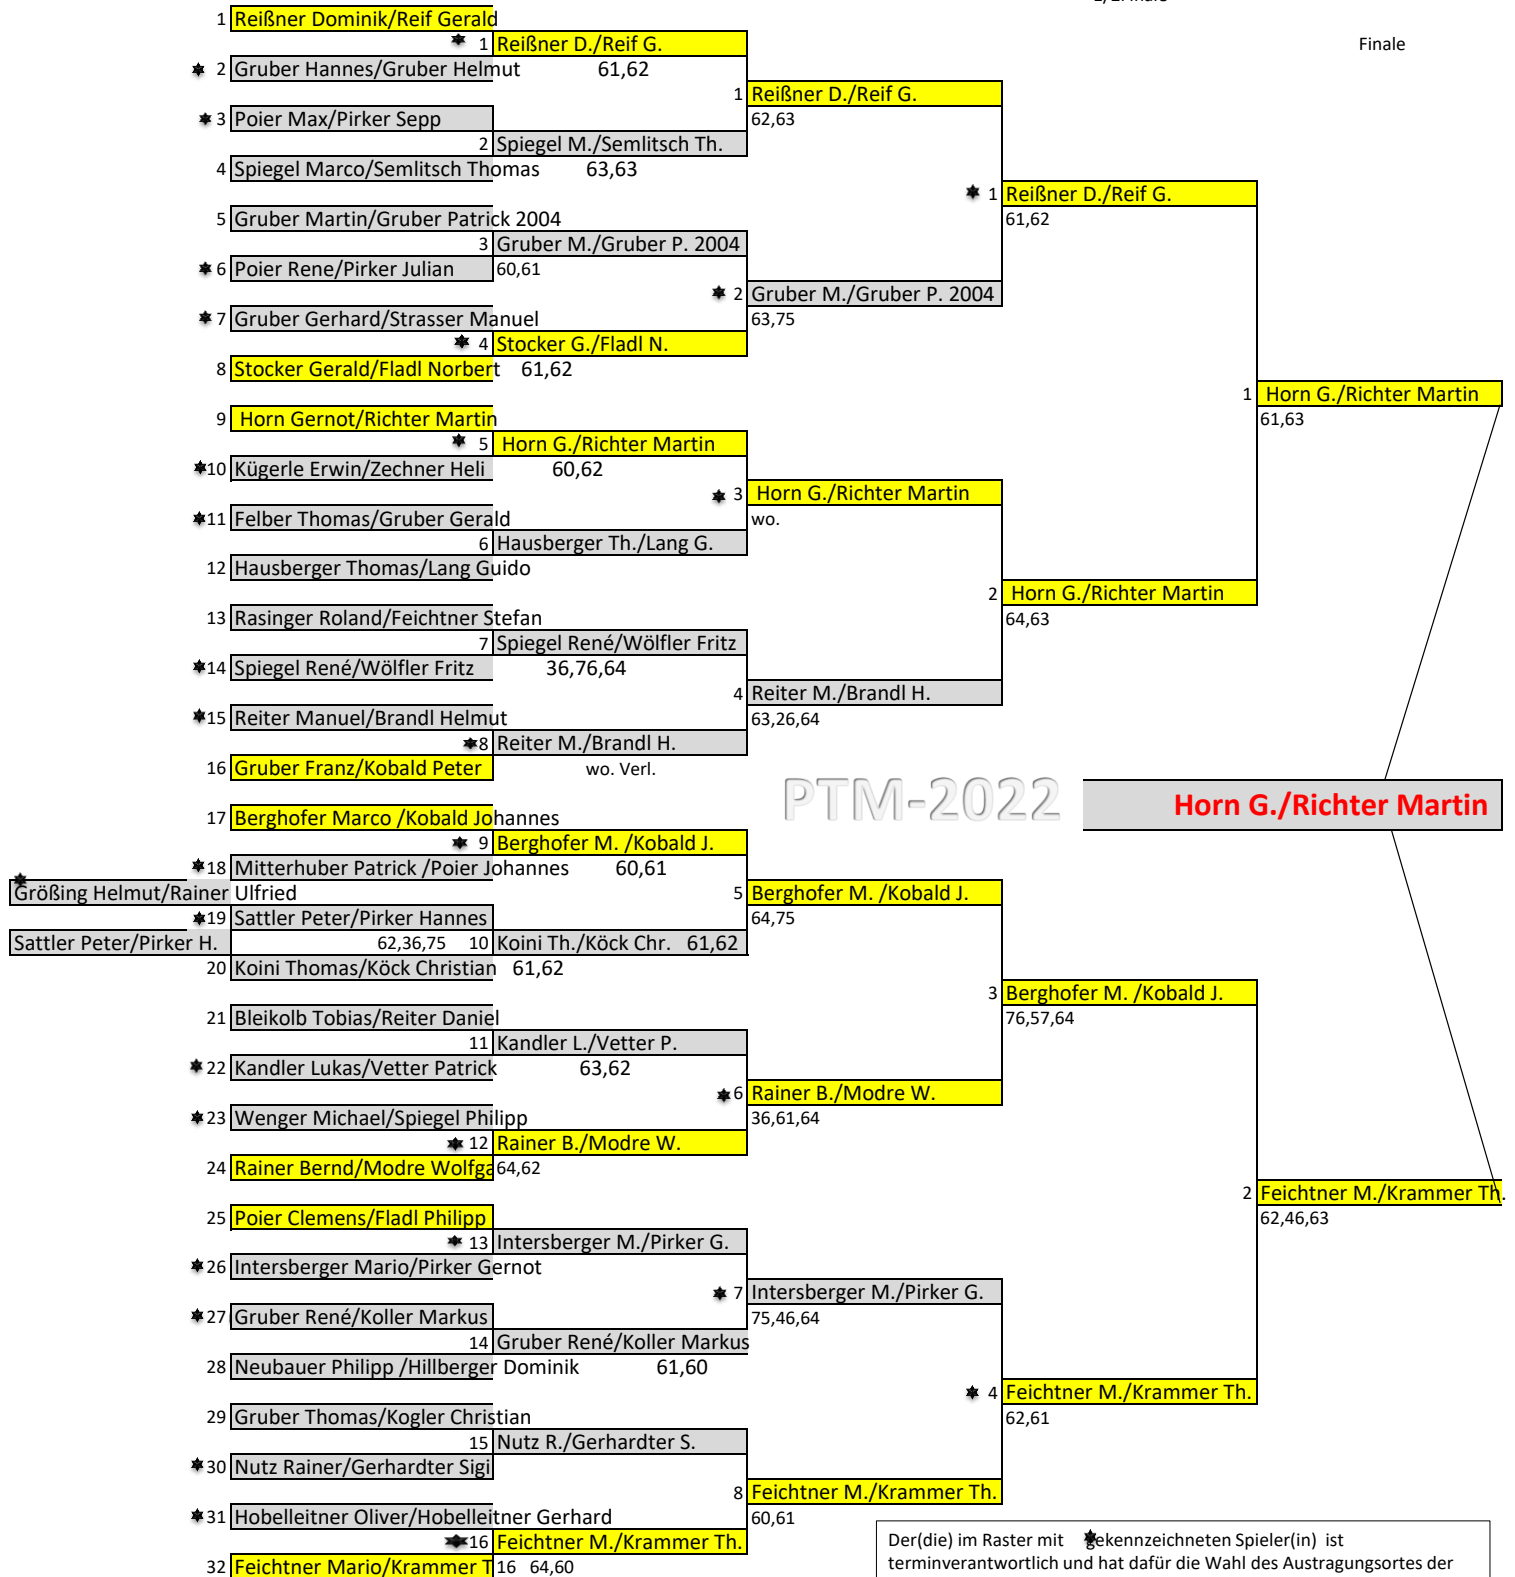 1 Reißner Dominik/Reif Gerald
Finale
1 Reißner D./Reif G.
2 Gruber Hannes/Gruber Helmut 61,62
1 Reißner D./Reif G.
3 Poier Max/Pirker Sepp 62,63
2 Spiegel M./Semlitsch Th.
4 Spiegel Marco/Semlitsch Thomas 63,63
1 Reißner D./Reif G.
5 Gruber Martin/Gruber Patrick 2004 61,62
3 Gruber M./Gruber P. 2004
6 Poier Rene/Pirker Julian 60,61
2 Gruber M./Gruber P. 2004
7 Gruber Gerhard/Strasser Manuel 63,75
4 Stocker G./Fladl N.
8 Stocker Gerald/Fladl Norbert 61,62
1 Horn G./Richter Martin
9 Horn Gernot/Richter Martin 61,63
5 Horn G./Richter Martin
10 Kügerle Erwin/Zechner Heli 60,62
3 Horn G./Richter Martin
11 Felber Thomas/Gruber Gerald wo.
6 Hausberger Th./Lang G.
12 Hausberger Thomas/Lang Guido
2 Horn G./Richter Martin
13 Rasinger Roland/Feichtner Stefan 64,63
7 Spiegel René/Wölfler Fritz
14 Spiegel René/Wölfler Fritz 36,76,64
4 Reiter M./Brandl H.
15 Reiter Manuel/Brandl Helmut 63,26,64
8 Reiter M./Brandl H.
16 Gruber Franz/Kobald Peter wo. Verl.
PTM-2022 Horn G./Richter Martin
17 Berghofer Marco /Kobald Johannes
9 Berghofer M. /Kobald J.
18 Mitterhuber Patrick /Poier Johannes 60,61
Größing Helmut/Rainer Ulfried 5 Berghofer M. /Kobald J.
19 Sattler Peter/Pirker Hannes 64,75
Sattler Peter/Pirker H. 62,36,75 10 Koini Th./Köck Chr. 61,62
20 Koini Thomas/Köck Christian 61,62
3 Berghofer M. /Kobald J.
21 Bleikolb Tobias/Reiter Daniel 76,57,64
11 Kandler L./Vetter P.
22 Kandler Lukas/Vetter Patrick 63,62
6 Rainer B./Modre W.
23 Wenger Michael/Spiegel Philipp 36,61,64
12 Rainer B./Modre W.
24 Rainer Bernd/Modre Wolfga 64,62
2 Feichtner M./Krammer Th.
25 Poier Clemens/Fladl Philipp 62,46,63
13 Intersberger M./Pirker G.
26 Intersberger Mario/Pirker Gernot
7 Intersberger M./Pirker G.
27 Gruber René/Koller Markus 75,46,64
14 Gruber René/Koller Markus
28 Neubauer Philipp /Hillberger Dominik 61,60
4 Feichtner M./Krammer Th.
29 Gruber Thomas/Kogler Christian 62,61
15 Nutz R./Gerhardter S.
30 Nutz Rainer/Gerhardter Sigi
8 Feichtner M./Krammer Th.
31 Hobelleitner Oliver/Hobelleitner Gerhard 60,61
16 Feichtner M./Krammer Th.
32 Feichtner Mario/Krammer T 16 64,60
Der(die) im Raster mit gekennzeichneten Spieler(in) ist
terminverantwortlich und hat dafür die Wahl des Austragungsortes der